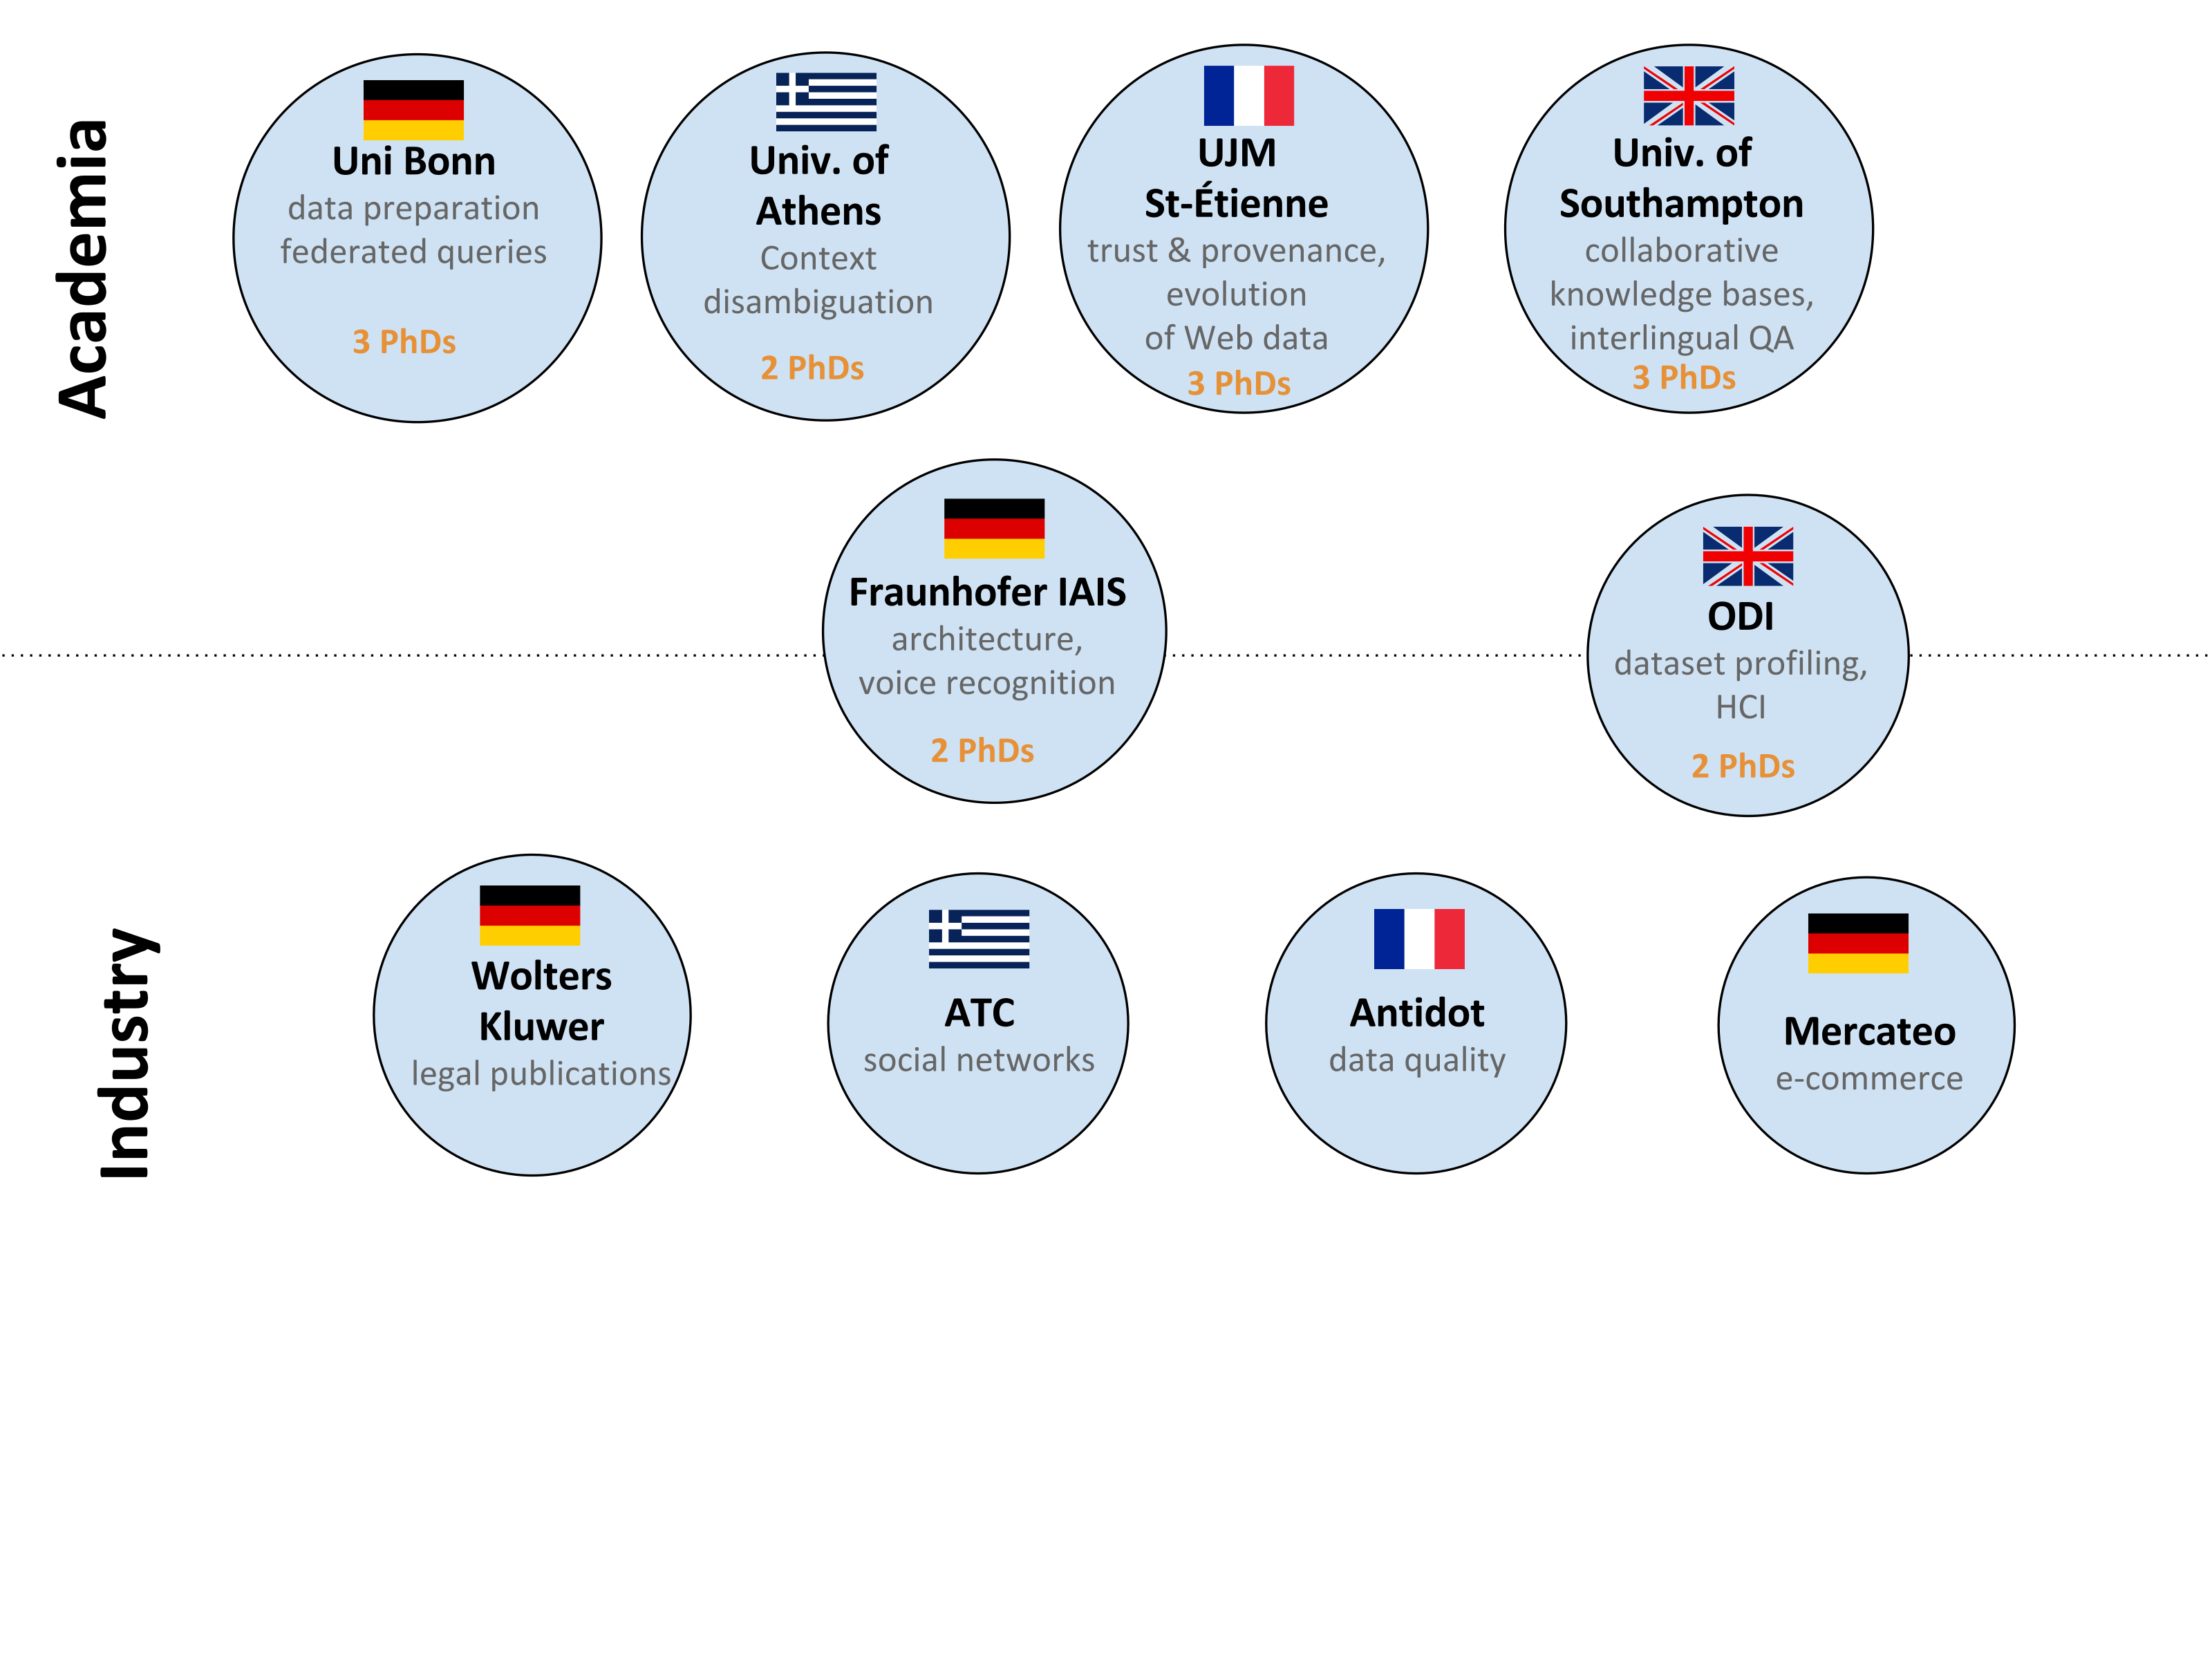 Academia
Uni Bonn
data preparation
federated queries
3 PhDs
Univ. of
Athens
Context
disambiguation
2 PhDs
UJM
St-Étienne
trust & provenance,
evolution
of Web data
3 PhDs
Univ. of
Southampton
collaborative
knowledge bases,
interlingual QA
3 PhDs
Fraunhofer IAIS
architecture,
voice recognition
2 PhDs
ODI
dataset profiling,
HCI
2 PhDs
Industry
Wolters
Kluwer
legal publications
ATC
social networks
Antidot
data quality
Mercateo
e-commerce